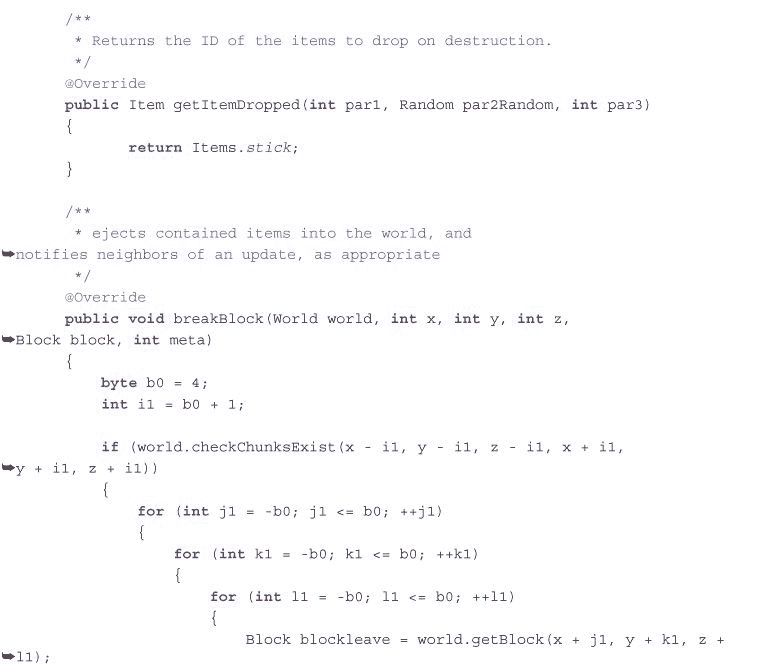 /**
 * Returns the ID of the items to drop on destruction.
 */
@Override
public Item getItemDropped(int par1, Random par2Random, int par3)
{
return Items.stick;
}
/**
 * ejects contained items into the world, and
➥notifies neighbors of an update, as appropriate
 */
@Override
public void breakBlock(World world, int x, int y, int z,
➥Block block, int meta)
{
byte b0 = 4;
int i1 = b0 + 1;
if (world.checkChunksExist(x - i1, y - i1, z - i1, x + i1,
➥y + i1, z + i1))
{
for (int j1 = -b0; j1 <= b0; ++j1)
{
for (int k1 = -b0; k1 <= b0; ++k1)
{
for (int l1 = -b0; l1 <= b0; ++l1)
{
Block blockleave = world.getBlock(x + j1, y + k1, z +
➥l1);